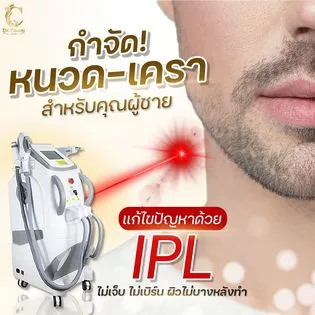 กำจัด!
หนวด-เครา
สำหรับคุณผู้ชาย
แก้ไขปัญหาด้วย
IPL
ไม่เจ็บ ไม่เบิร์น ผิวไม่บางหลังทำ